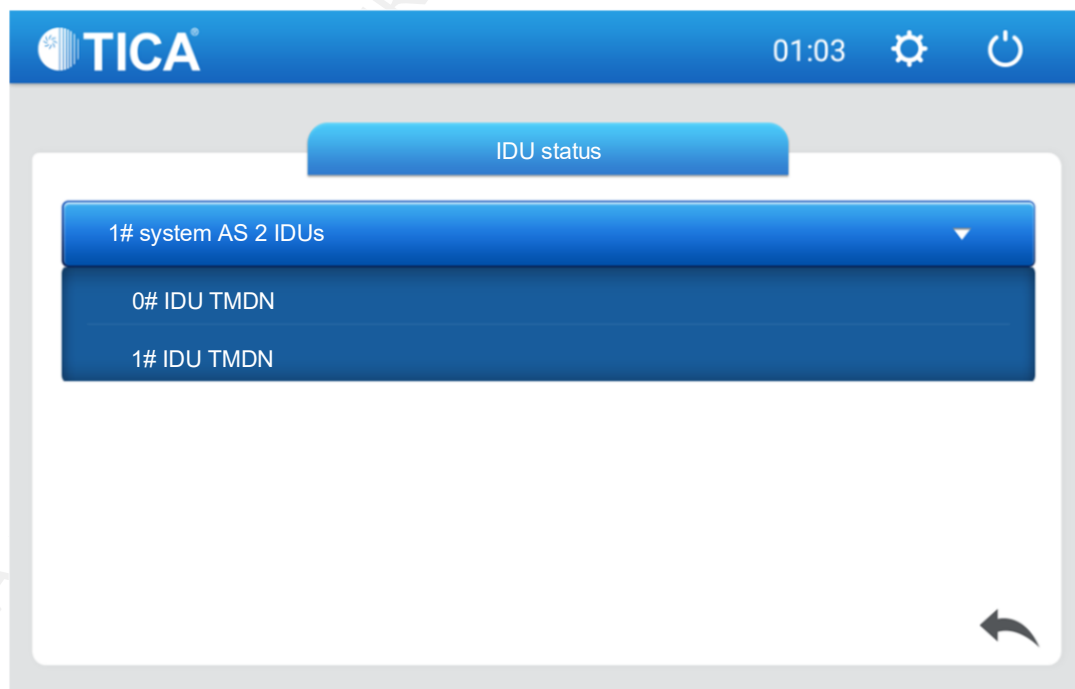 TICA®
01:03
IDU status
1# system AS 2 IDUs
0# IDU TMDN
1# IDU TMDN